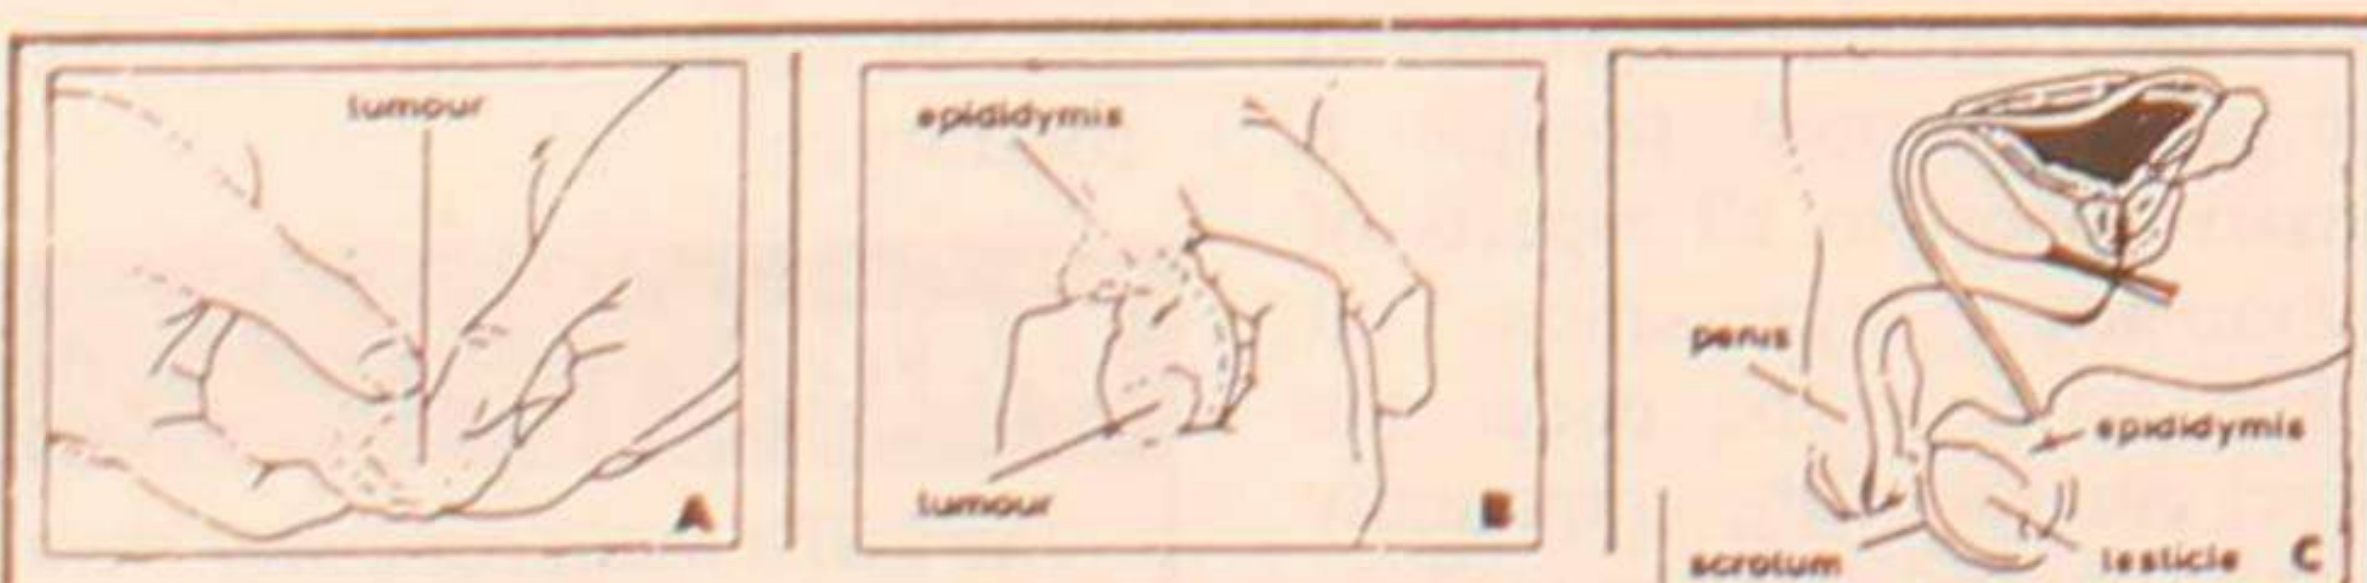 tumour
A
epididymis
tumour
B
penis
epididymis
scrotum
testicle
C